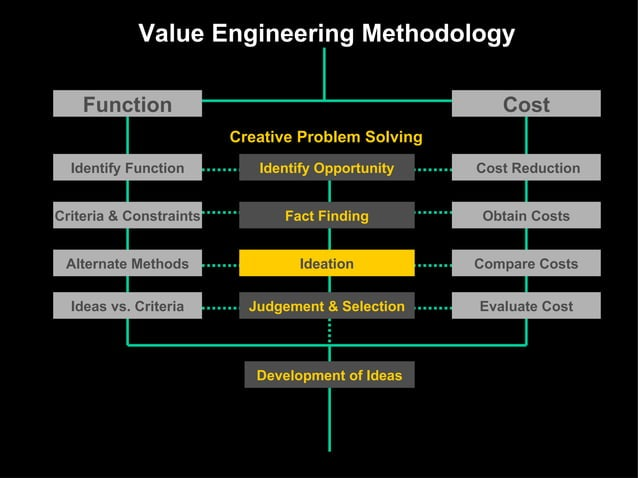 Value Engineering Methodology
Function
Cost
Creative Problem Solving
Identify Function
Identify Opportunity
Cost Reduction
Criteria & Constraints
Fact Finding
Obtain Costs
Alternate Methods
Ideation
Compare Costs
Ideas vs. Criteria
Judgement & Selection
Evaluate Cost
Development of Ideas